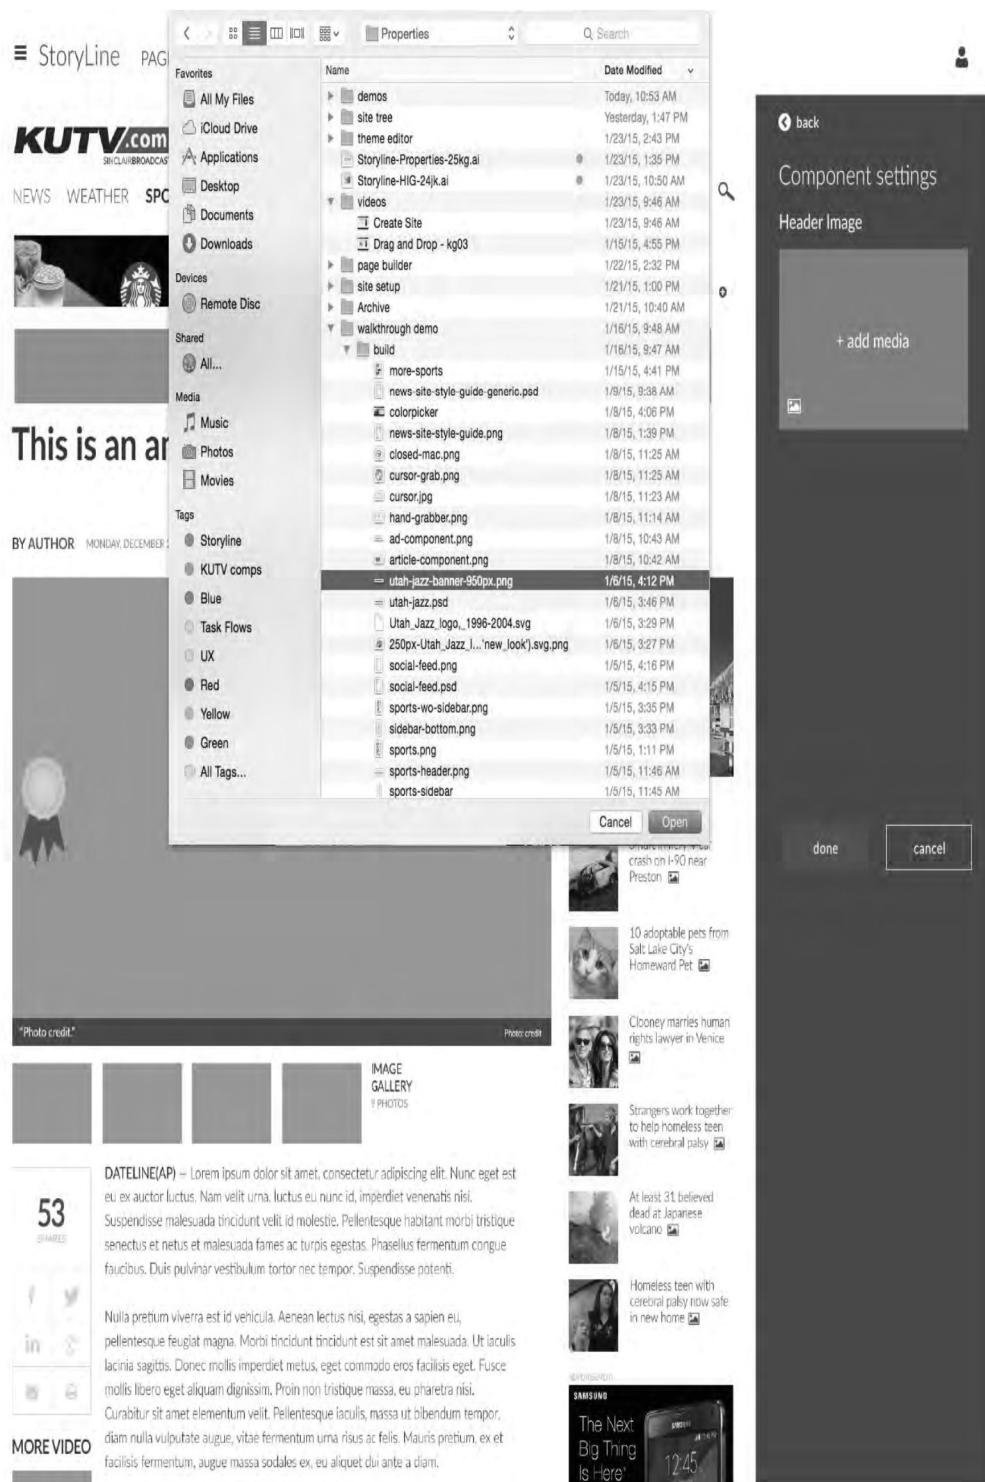 StoryLine PAG
KUTV.com
SINCLAIRBROADCAS
NEWS WEATHER SPO
Properties
Search
Favorites
All My Files
iCloud Drive
Applications
Desktop
Documents
Downloads
Devices
Remote Disc
Shared
All...
Media
Music
Photos
Movies
Tags
Storyline
KUTV comps
Blue
Task Flows
UX
Red
Yellow
Green
All Tags...
Name Date Modified
demos Today, 10:53 AM
site tree Yesterday, 1:47 PM
theme editor 1/23/15, 2:43 PM
Storyline-Properties-25kg.ai 1/23/15, 1:35 PM
Storyline-HIG-24jk.ai 1/23/15, 10:50 AM
videos 1/23/15, 9:46 AM
Create Site 1/23/15, 9:46 AM
Drag and Drop - kg03 1/15/15, 4:55 PM
page builder 1/22/15, 2:32 PM
site setup 1/21/15, 1:00 PM
Archive 1/21/15, 10:40 AM
walkthrough demo 1/16/15, 9:48 AM
build 1/16/15, 9:47 AM
more-sports 1/15/15, 4:41 PM
news-site-style-guide-generic.psd 1/9/15, 9:38 AM
colorpicker 1/8/15, 4:06 PM
news-site-style-guide.png 1/8/15, 1:39 PM
closed-mac.png 1/8/15, 11:25 AM
cursor-grab.png 1/8/15, 11:25 AM
cursor.jpg 1/8/15, 11:23 AM
hand-grabber.png 1/8/15, 11:14 AM
ad-component.png 1/8/15, 10:43 AM
article-component.png 1/8/15, 10:42 AM
utah-jazz-banner-950px.png 1/6/15, 4:12 PM
utah-jazz.psd 1/6/15, 3:46 PM
Utah_Jazz_logo,_1996-2004.svg 1/6/15, 3:29 PM
250px-Utah_Jazz_l...'new_look').svg.png 1/6/15, 3:27 PM
social-feed.png 1/5/15, 4:16 PM
social-feed.psd 1/5/15, 4:15 PM
sports-wo-sidebar.png 1/5/15, 3:35 PM
sidebar-bottom.png 1/5/15, 3:33 PM
sports.png 1/5/15, 1:11 PM
sports-header.png 1/5/15, 11:46 AM
sports-sidebar 1/5/15, 11:45 AM
Cancel Open
back
Component settings
Header Image
+ add media
done cancel
This is an ar
BY AUTHOR MONDAY, DECEMBER
"Photo credit." Photo: credit
IMAGE
GALLERY
9 PHOTOS
53
SHARES
DATELINE(AP) – Lorem ipsum dolor sit amet, consectetur adipiscing elit. Nunc eget est
eu ex auctor luctus. Nam velit urna, luctus eu nunc id, imperdiet venenatis nisi.
Suspendisse malesuada tincidunt velit id molestie. Pellentesque habitant morbi tristique
senectus et netus et malesuada fames ac turpis egestas. Phasellus fermentum congue
faucibus. Duis pulvinar vestibulum tortor nec tempor. Suspendisse potenti.
Nulla pretium viverra est id vehicula. Aenean lectus nisi, egestas a sapien eu,
pellentesque feugiat magna. Morbi tincidunt tincidunt est sit amet malesuada. Ut iaculis
lacinia sagittis. Donec mollis imperdiet metus, eget commodo eros facilisis eget. Fusce
mollis libero eget aliquam dignissim. Proin non tristique massa, eu pharetra nisi.
Curabitur sit amet elementum velit. Pellentesque iaculis, massa ut bibendum tempor,
diam nulla vulputate augue, vitae fermentum urna risus ac felis. Mauris pretium, ex et
facilisis fermentum, augue massa sodales ex, eu aliquet dui ante a diam.
in
MORE VIDEO
crash on I-90 near
Preston
10 adoptable pets from
Salt Lake City's
Homeward Pet
Clooney marries human
rights lawyer in Venice
Strangers work together
to help homeless teen
with cerebral palsy
At least 31 believed
dead at Japanese
volcano
Homeless teen with
cerebral palsy now safe
in new home
ADVERTISEMENT
SAMSUNG
The Next
Big Thing
Is Here
12:45